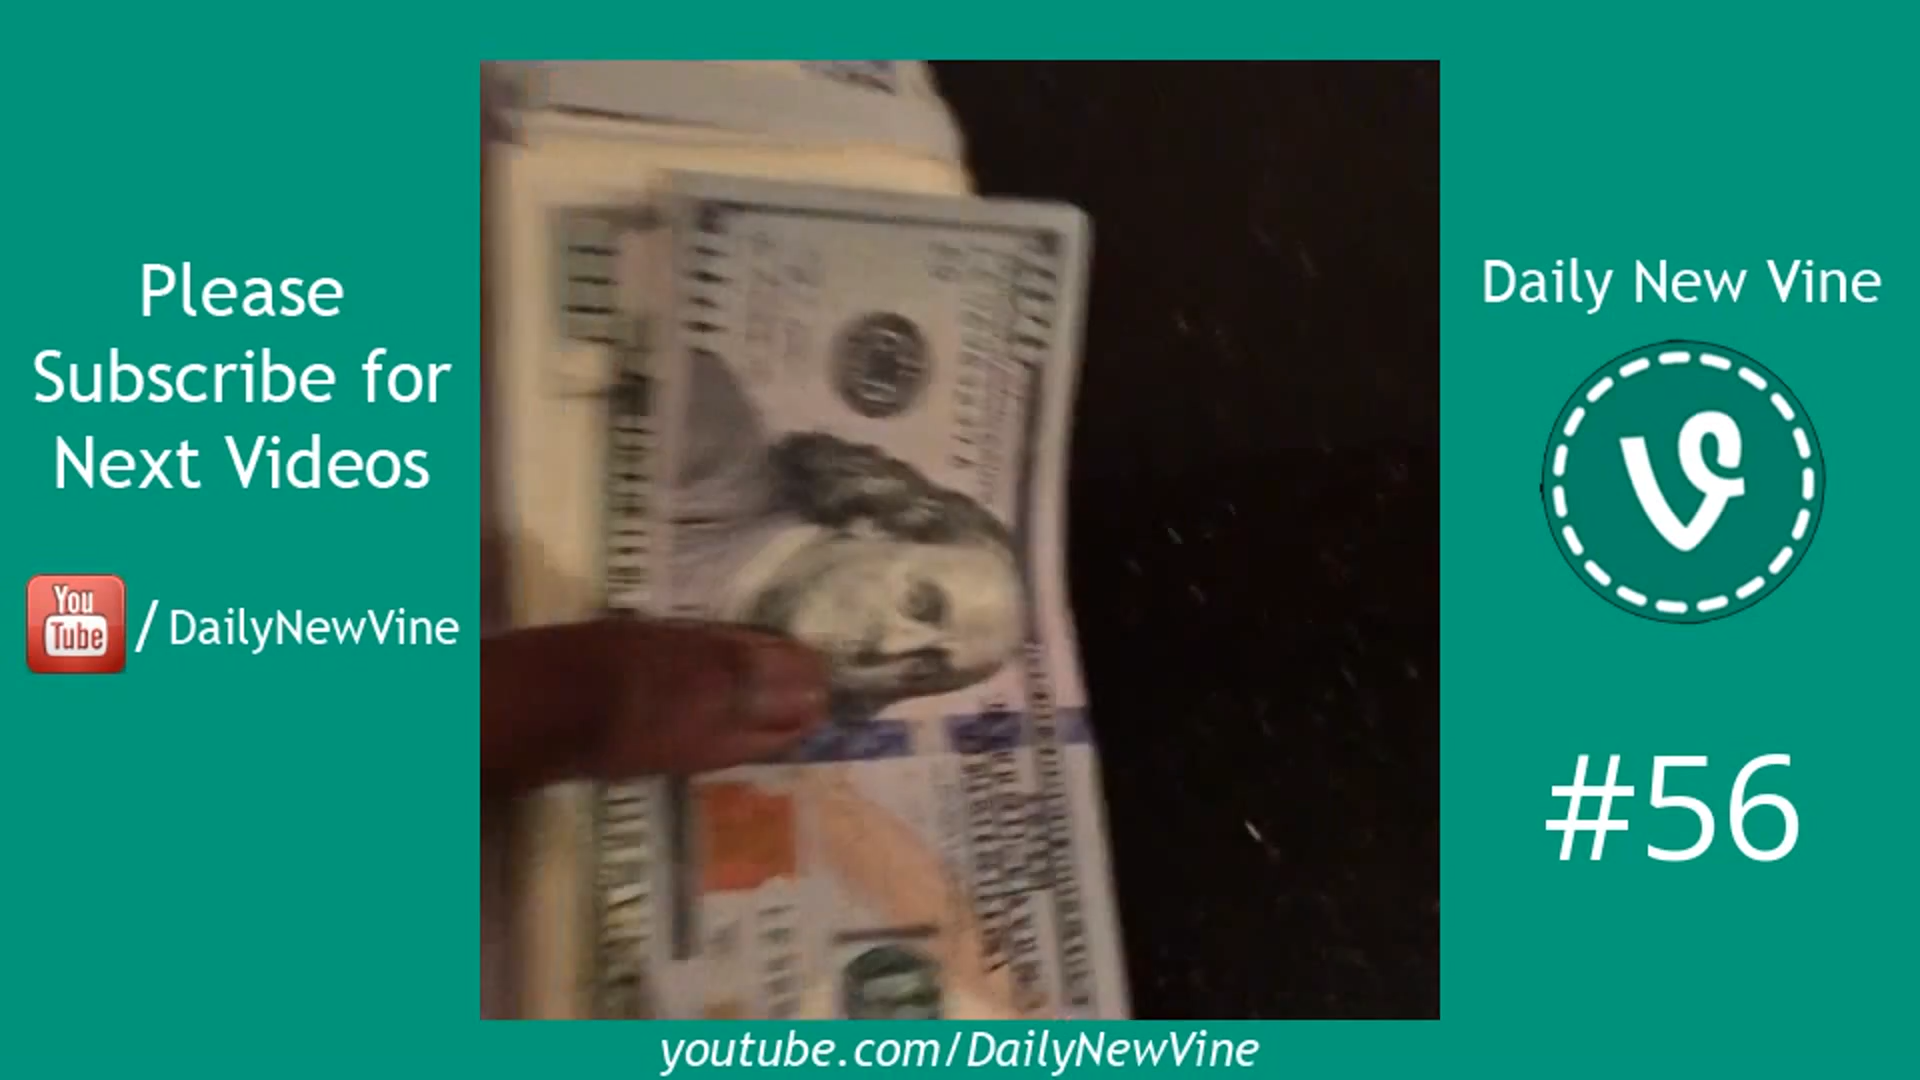 Please
Subscribe for
Next Videos
You
Tube
/DailyNewVine
Daily New Vine
#56
youtube.com/DailyNewVine